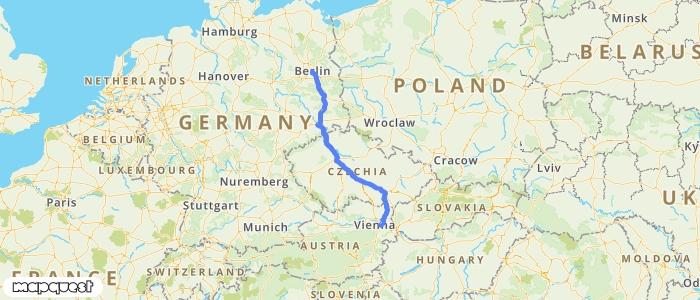 Hamburg
Minsk
BELARUS
Berlin
NETHERLANDS
Hanover
POLAND
GERMANY
Wroclaw
BELGIUM
Cracow
Lviv
LUXEMBOURG
Nuremberg
CZECHIA
UK
Paris
Stuttgart
SLOVAKIA
Munich
Vienna
AUSTRIA
HUNGARY
MOLDOVA
FRANCE
SWITZERLAND
SLOVENIA
mapquest